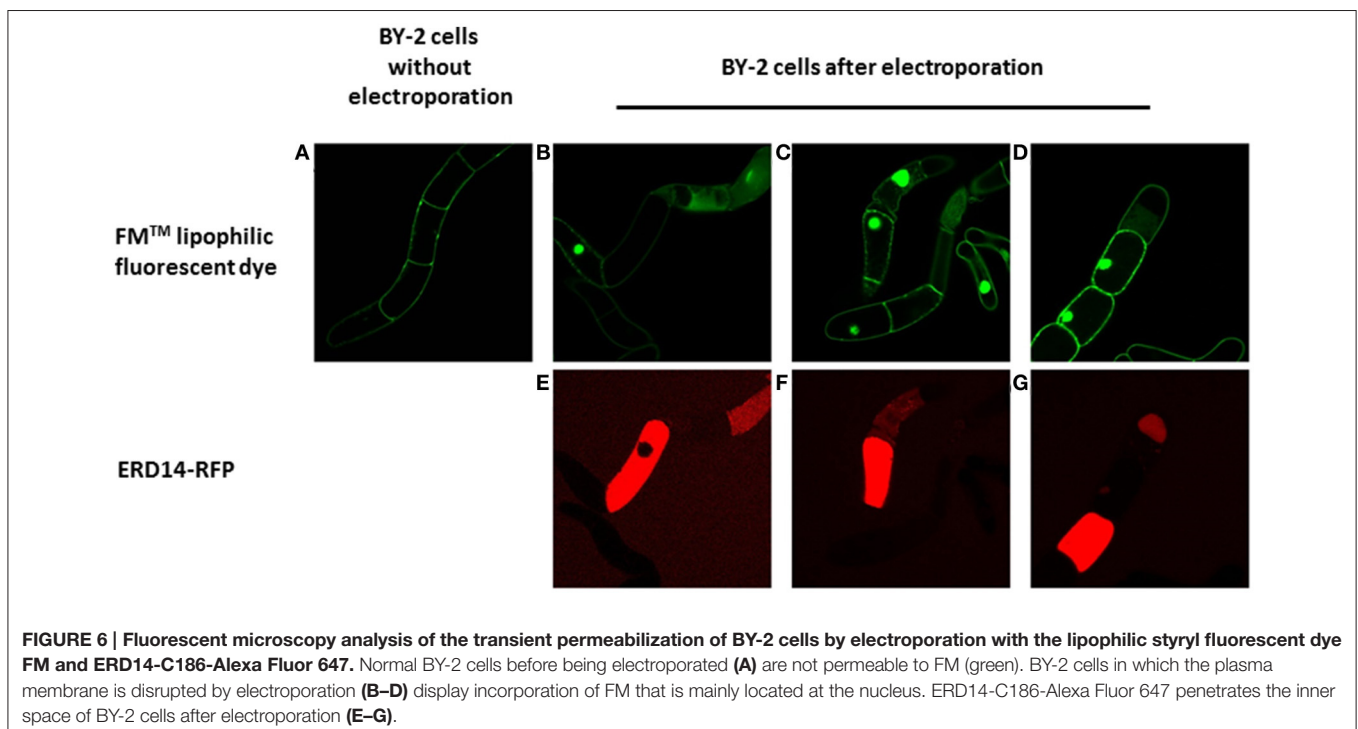 BY-2 cells
without
electroporation
BY-2 cells after electroporation
A
B
C
D
FM™ lipophilic
fluorescent dye
E
F
G
ERD14-RFP
FIGURE 6 | Fluorescent microscopy analysis of the transient permeabilization of BY-2 cells by electroporation with the lipophilic styryl fluorescent dye
FM and ERD14-C186-Alexa Fluor 647. Normal BY-2 cells before being electroporated (A) are not permeable to FM (green). BY-2 cells in which the plasma
membrane is disrupted by electroporation (B–D) display incorporation of FM that is mainly located at the nucleus. ERD14-C186-Alexa Fluor 647 penetrates the inner
space of BY-2 cells after electroporation (E–G).